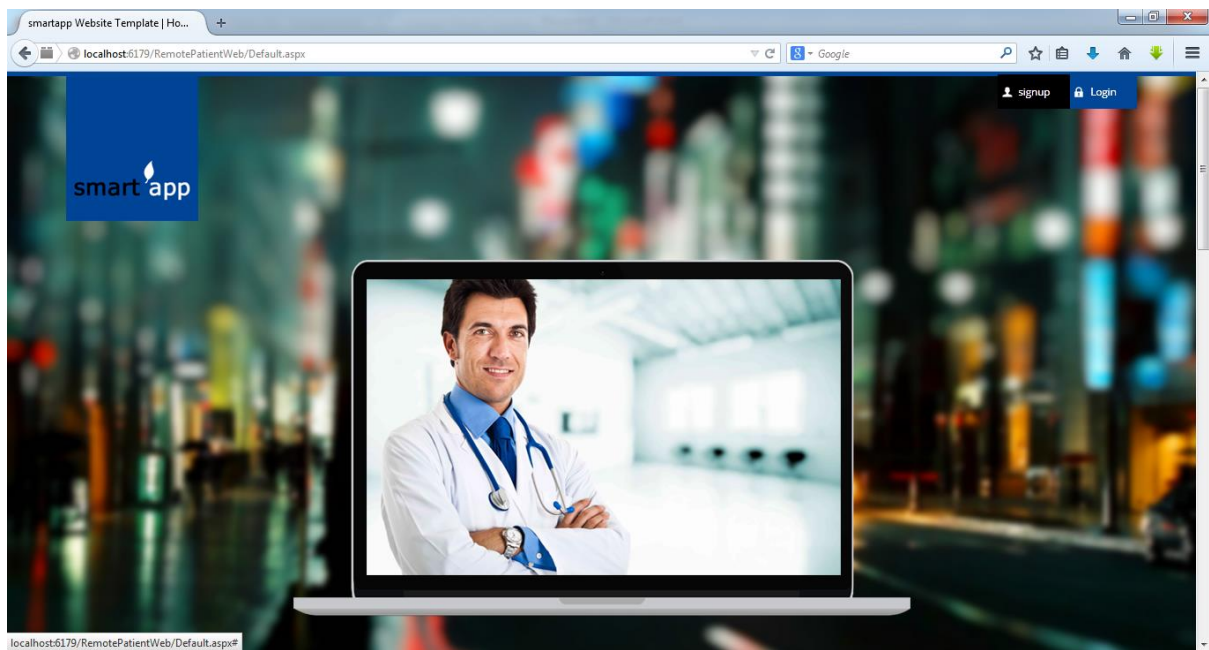 smartapp Website Template | Ho...
localhost:6179/RemotePatientWeb/Default.aspx
Google
signup
Login
smart app
localhost:6179/RemotePatientWeb/Default.aspx#